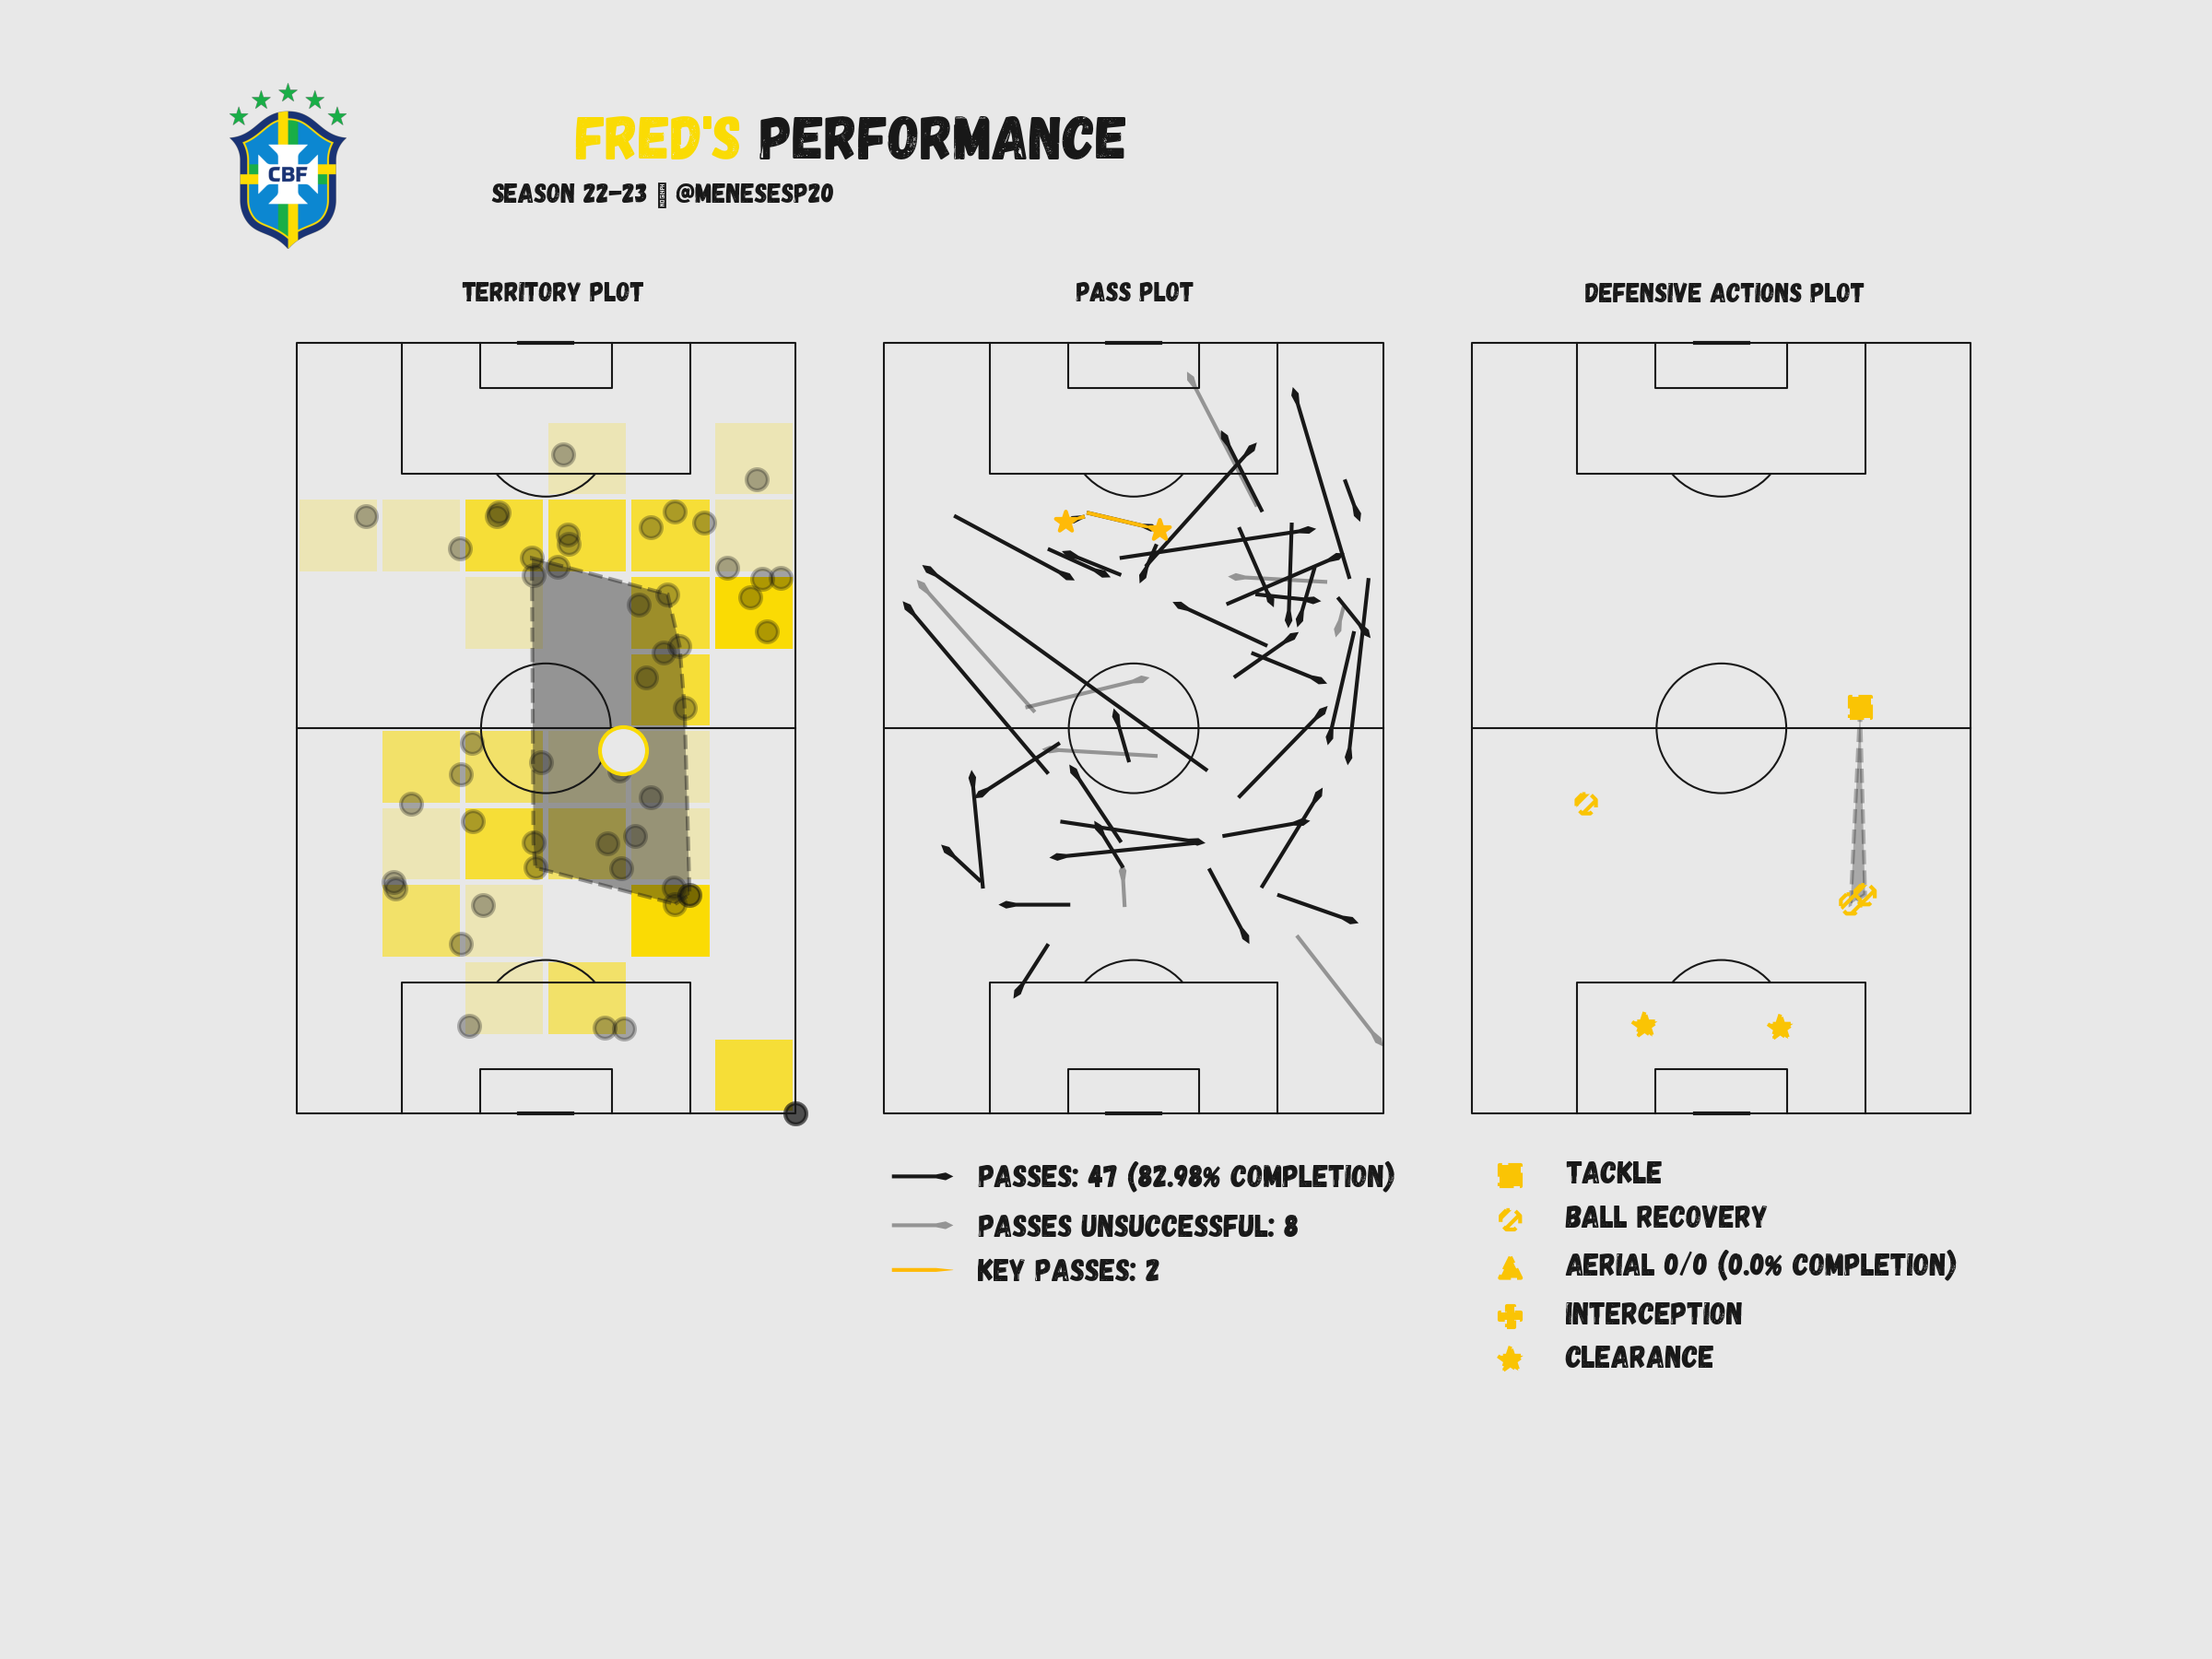 CBF
FRED'S PERFORMANCE
SEASON 22-23 @MENESESP20
TERRITORY PLOT
PASS PLOT
DEFENSIVE ACTIONS PLOT
PASSES: 47 (82.98% COMPLETION)
PASSES UNSUCCESSFUL: 8
KEY PASSES: 2
TACKLE
BALL RECOVERY
AERIAL 0/0 (0.0% COMPLETION)
INTERCEPTION
CLEARANCE